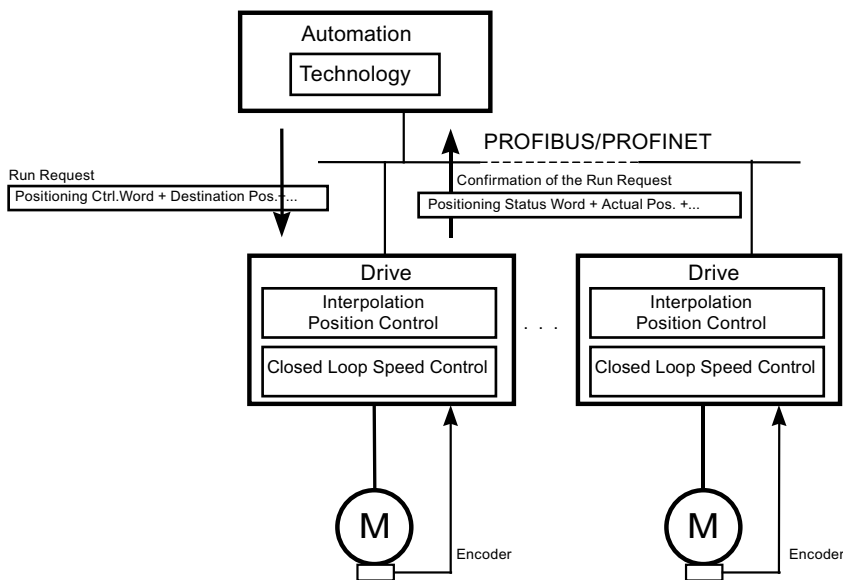 Automation
Technology
PROFIBUS/PROFINET
Run Request
Positioning Ctrl.Word + Destination Pos.+...
Confirmation of the Run Request
Positioning Status Word + Actual Pos. +...
Drive
Interpolation
Position Control
Closed Loop Speed Control
. . .
Drive
Interpolation
Position Control
Closed Loop Speed Control
M
Encoder
M
Encoder